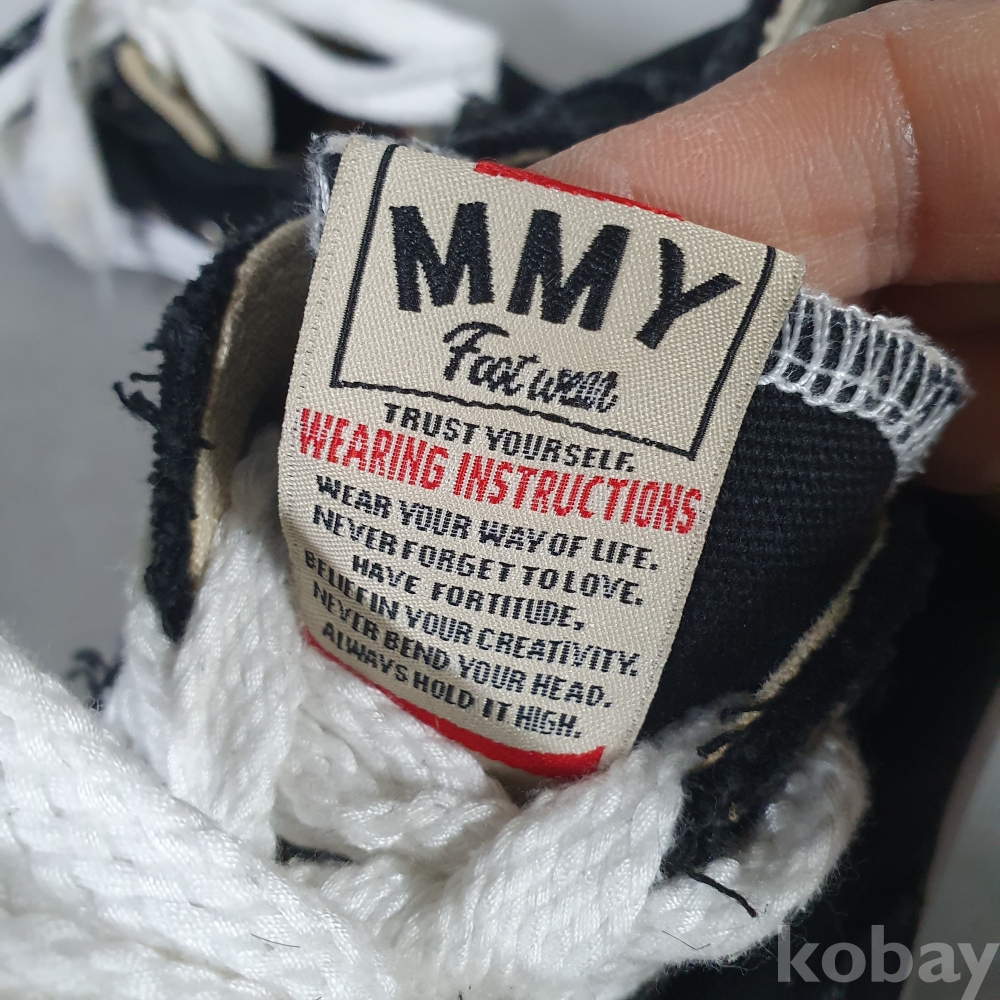 MMY
Footwear
TRUST YOURSELF.
WEARING INSTRUCTIONS
WEAR YOUR WAY OF LIFE.
NEVER FORGET TO LOVE.
HAVE FORTITUDE,
BELIEF IN YOUR CREATIVITY.
NEVER BEND YOUR HEAD.
ALWAYS HOLD IT HIGH.
kobay